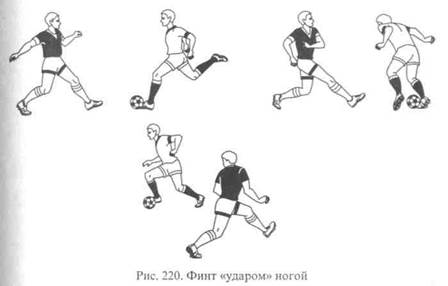 Рис. 220. Финт «ударом» ногой